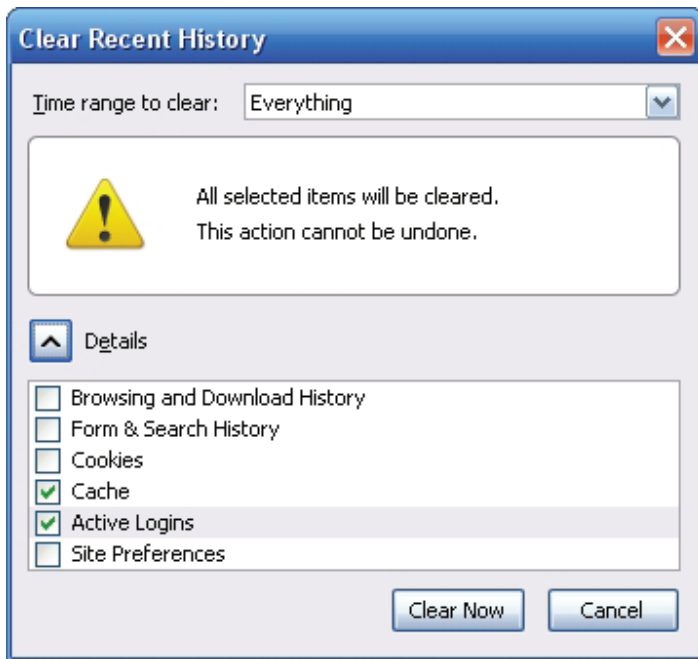 Clear Recent History
Time range to clear: Everything
All selected items will be cleared.
This action cannot be undone.
Details
Browsing and Download History
Form & Search History
Cookies
Cache
Active Logins
Site Preferences
Clear Now Cancel